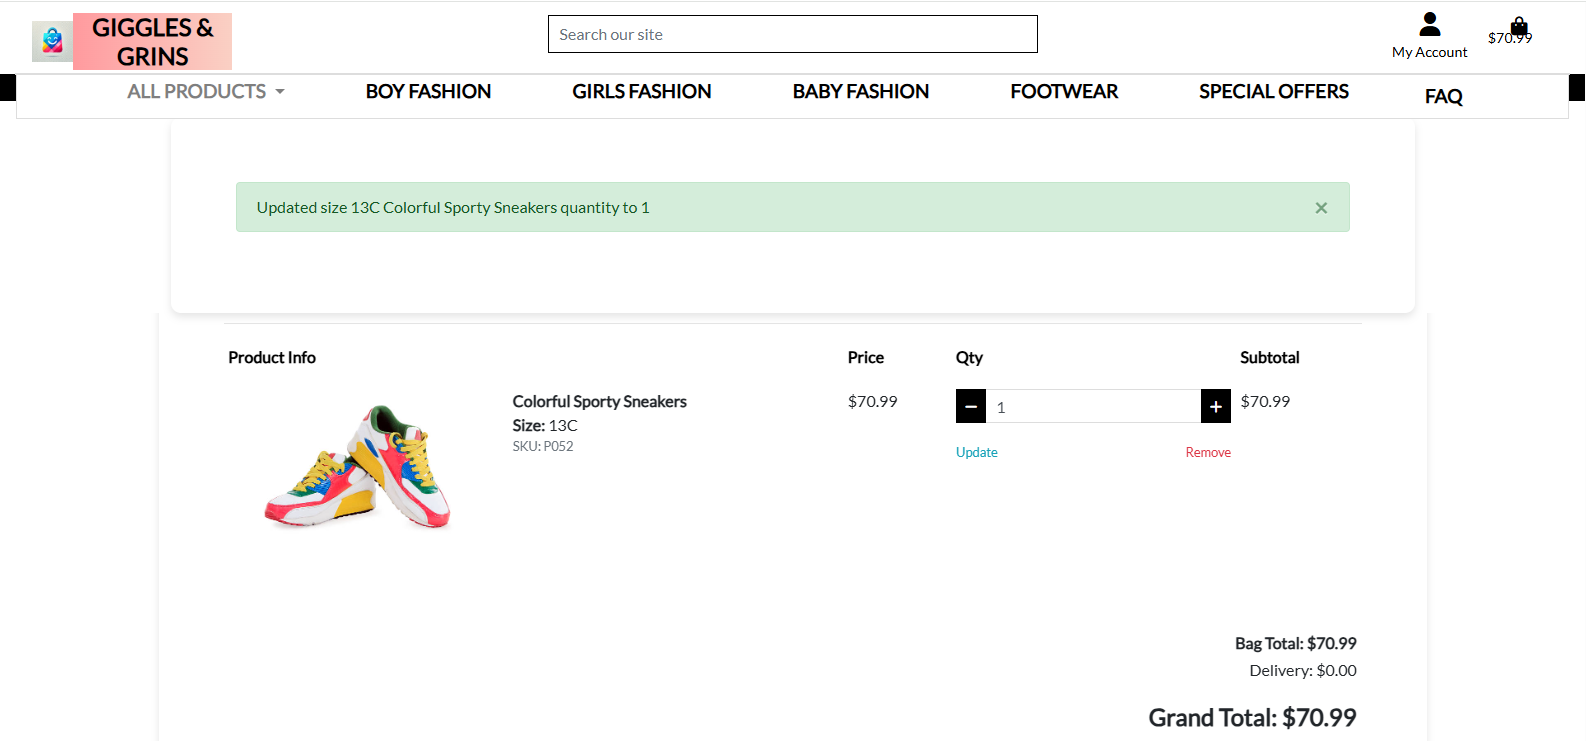 GIGGLES &
GRINS
Search our site
My Account
$70.99
ALL PRODUCTS
BOY FASHION
GIRLS FASHION
BABY FASHION
FOOTWEAR
SPECIAL OFFERS
FAQ
Updated size 13C Colorful Sporty Sneakers quantity to 1
×
Product Info
Price
Qty
Subtotal
Colorful Sporty Sneakers
Size: 13C
SKU: P052
$70.99
− 1 +
$70.99
Update
Remove
Bag Total: $70.99
Delivery: $0.00
Grand Total: $70.99